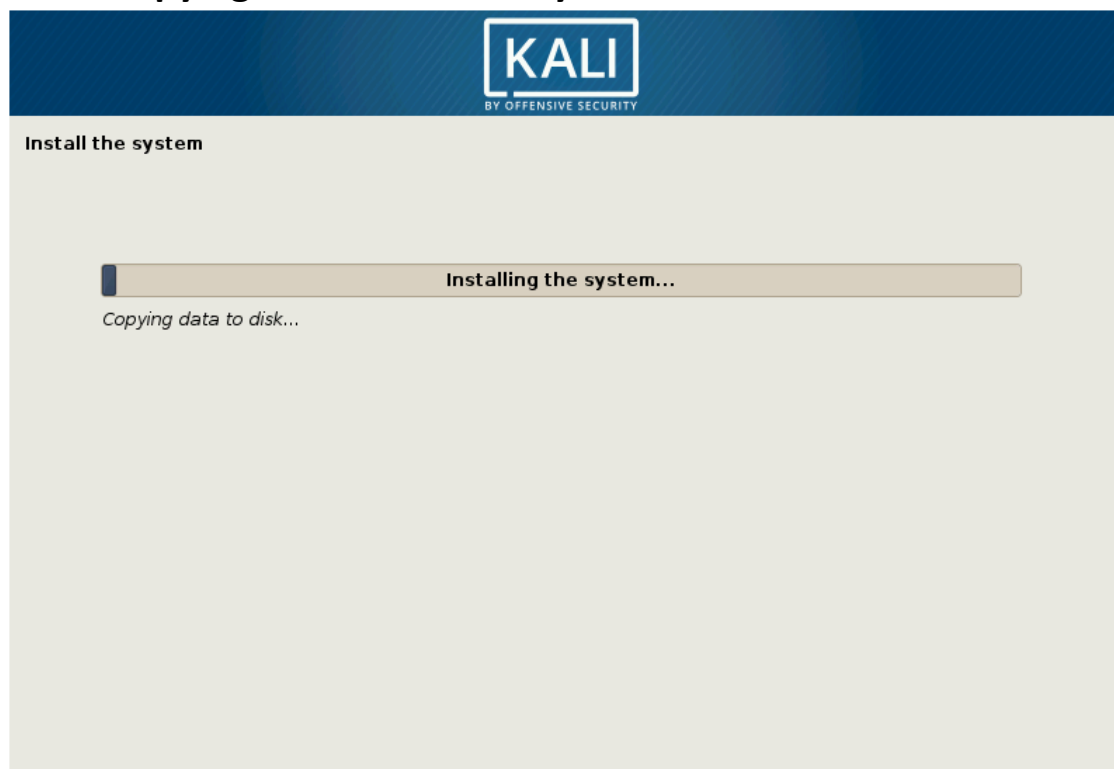 KALI
BY OFFENSIVE SECURITY
Install the system
Installing the system...
Copying data to disk...